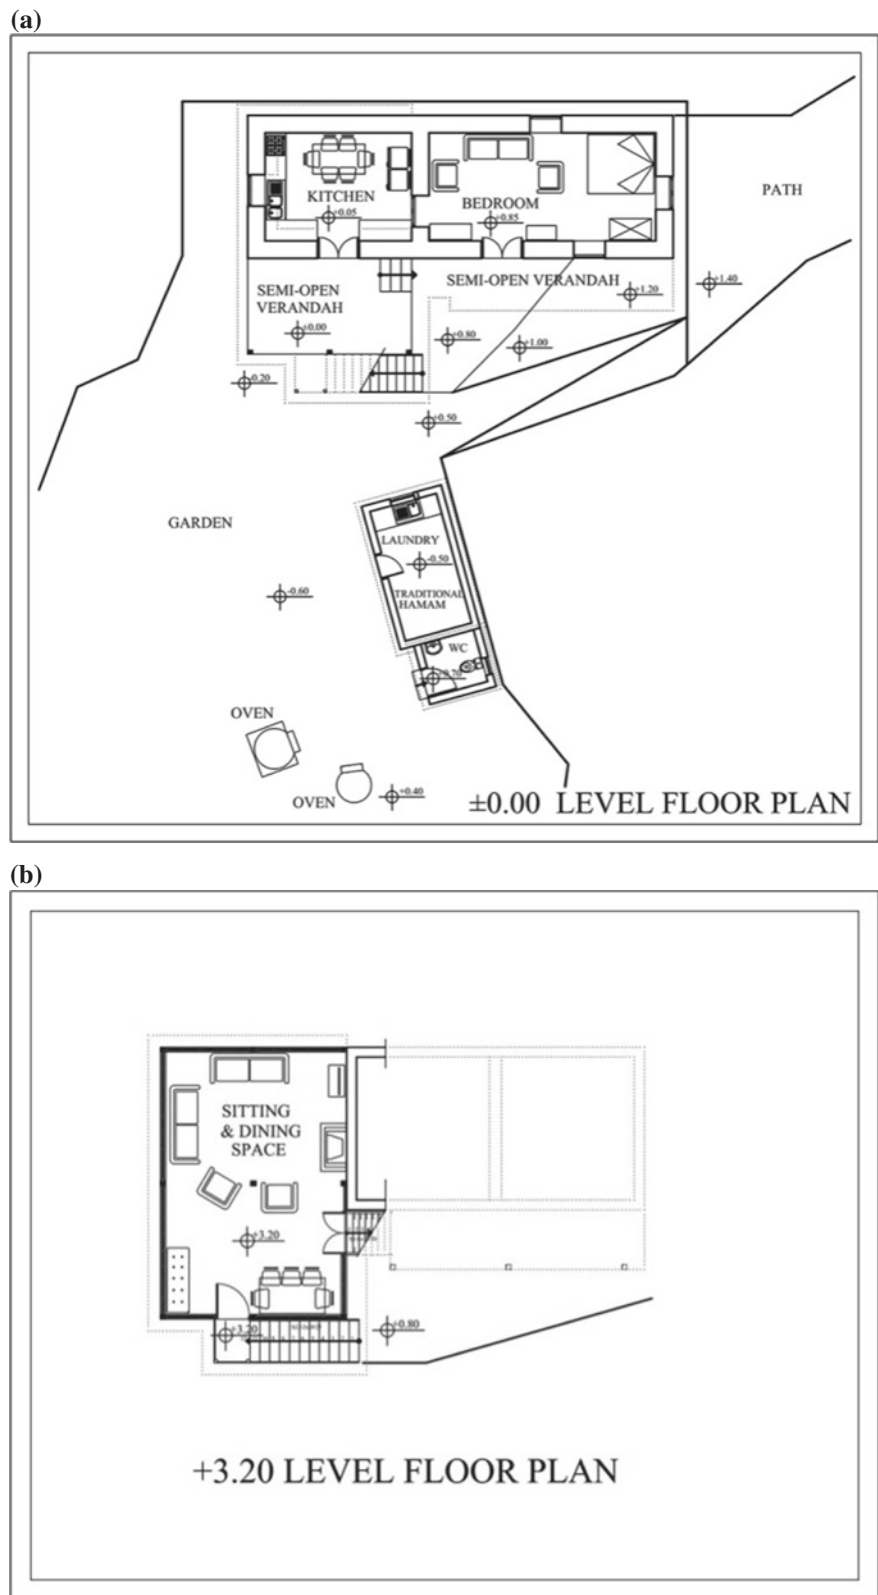 (a)
KITCHEN
+0.05
BEDROOM
+0.85
PATH
SEMI-OPEN
VERANDAH
±0.00
SEMI-OPEN VERANDAH
+1.20
+1.40
+0.80
+1.00
-0.20
+0.50
GARDEN
LAUNDRY
-0.50
-0.60
TRADITIONAL
HAMAM
WC
OVEN
OVEN
+0.40
±0.00 LEVEL FLOOR PLAN
(b)
SITTING
& DINING
SPACE
+3.20
+3.20
+0.80
+3.20 LEVEL FLOOR PLAN